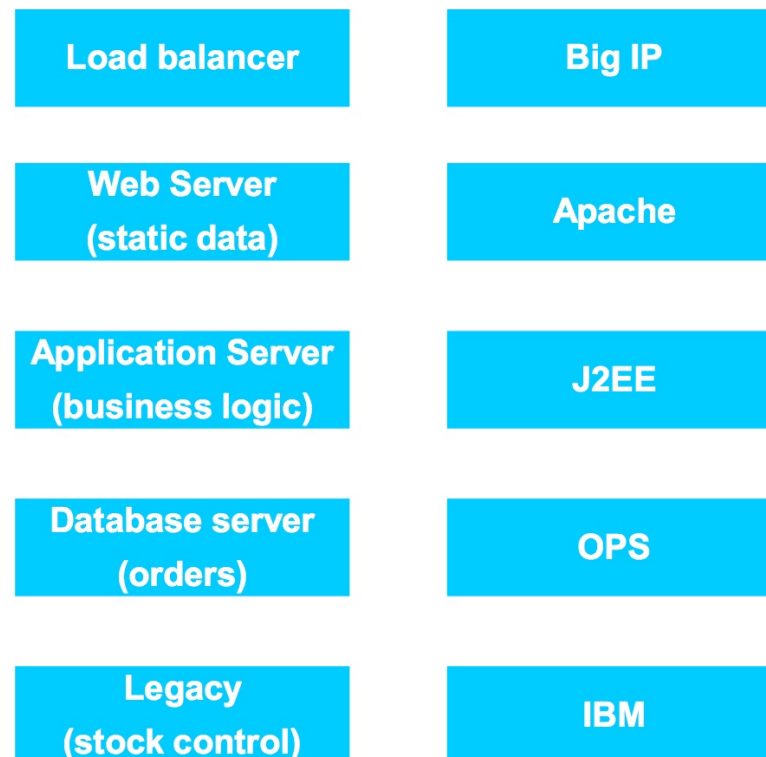 Load balancer
Big IP
Web Server
(static data)
Apache
Application Server
(business logic)
J2EE
Database server
(orders)
OPS
Legacy
(stock control)
IBM